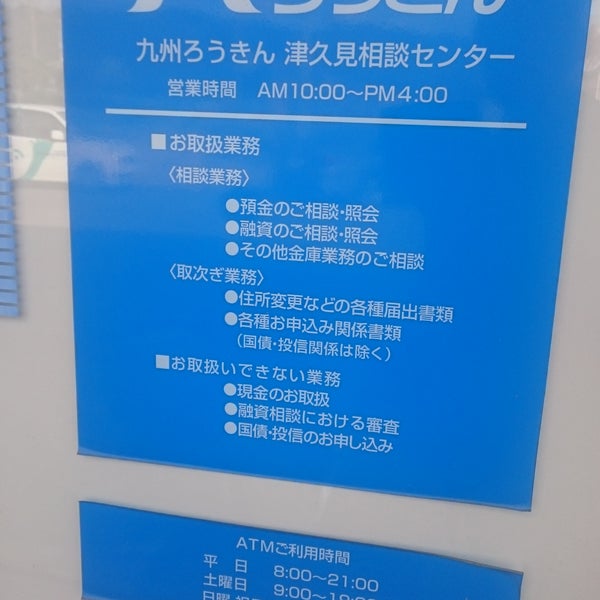 ろうきん
九州ろうきん 津久見相談センター
営業時間 AM10:00～PM4:00
■お取扱業務
〈相談業務〉
●預金のご相談・照会
●融資のご相談・照会
●その他金庫業務のご相談
〈取次ぎ業務〉
●住所変更などの各種届出書類
●各種お申込み関係書類
（国債・投信関係は除く）
■お取扱いできない業務
●現金のお取扱
●融資相談における審査
●国債・投信のお申し込み
ATMご利用時間
平 日 8:00～21:00
土曜日 9:00～19:00